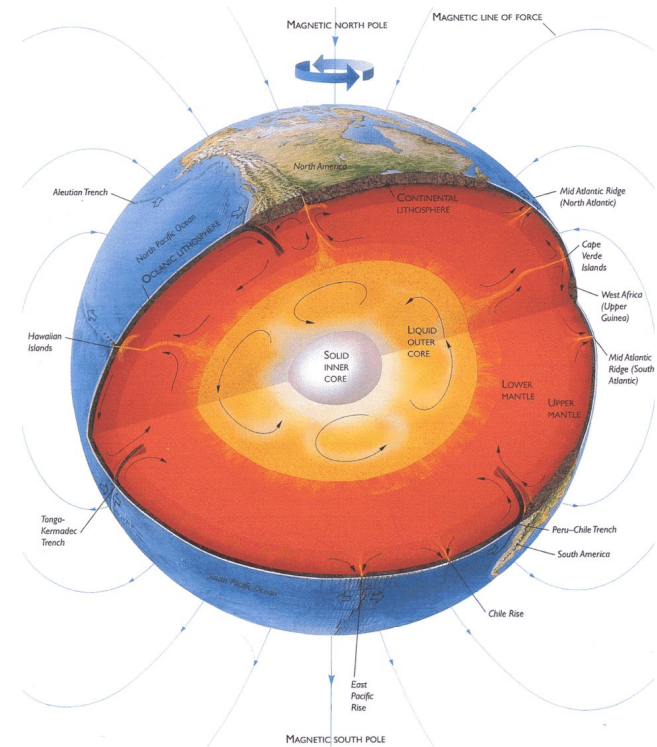 MAGNETIC NORTH POLE
MAGNETIC LINE OF FORCE
North America
Aleutian Trench
CONTINENTAL
LITHOSPHERE
Mid Atlantic Ridge
(North Atlantic)
North Pacific Ocean
OCEANIC LITHOSPHERE
Cape
Verde
Islands
West Africa
(Upper
Guinea)
Hawaiian
Islands
LIQUID
OUTER
CORE
SOLID
INNER
CORE
Mid Atlantic
Ridge (South
Atlantic)
LOWER
MANTLE
UPPER
MANTLE
Tonga-
Kermadec
Trench
Peru–Chile Trench
South America
South Pacific Ocean
Chile Rise
East
Pacific
Rise
MAGNETIC SOUTH POLE